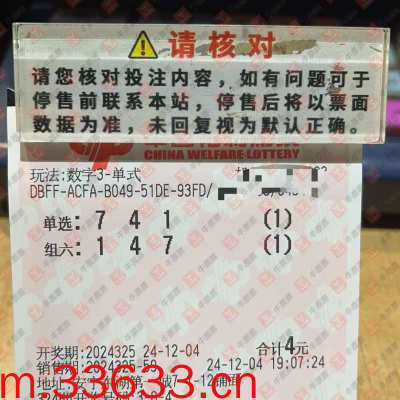 请核对
请您核对投注内容，如有问题可于
停售前联系本站，停售后将以票面
数据为准，未回复视为默认正确。
CHINA WELFARE LOTTERY
玩法:数字3-单式
DBFF-ACFA-B049-51DE-93FD/
单选: 7 4 1 (1)
组六: 1 4 7 (1)
开奖期:2024325 24-12-04 合计4元
24-12-04 19:07:24
m.33633.cn